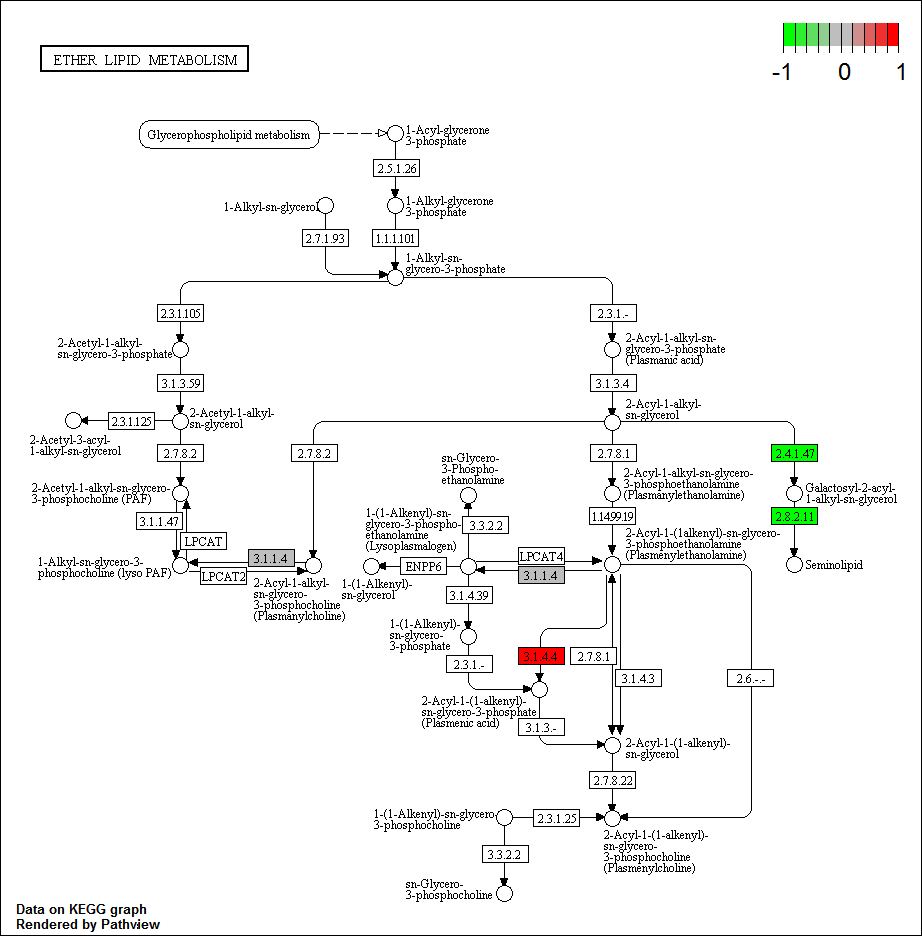 ETHER LIPID METABOLISM
-1 0 1
Glycerophospholipid metabolism
1-Acyl-glycerone
3-phosphate
2.5.1.26
1-Alkyl-sn-glycerol
1-Alkyl-glycerone
3-phosphate
2.7.1.93
1.1.1.101
1-Alkyl-sn-
glycero-3-phosphate
2.3.1.105
2.3.1.-
2-Acetyl-1-alkyl-
sn-glycero-3-phosphate
2-Acyl-1-alkyl-sn-
glycero-3-phosphate
(Plasmanic acid)
3.1.3.59
3.1.3.4
2.3.1.125
2-Acetyl-1-alkyl-
sn-glycerol
2-Acyl-1-alkyl-
sn-glycerol
2-Acetyl-3-acyl-
1-alkyl-sn-glycerol
2.7.8.2
2.7.8.2
2.7.8.1
2.4.1.47
sn-Glycero-
3-Phospho-
ethanolamine
2-Acetyl-1-alkyl-sn-glycero-
3-phosphocholine (PAF)
2-Acyl-1-alkyl-sn-glycero-
3-phosphoethanolamine
(Plasmanylethanolamine)
Galactosyl-2-acyl-
1-alkyl-sn-glycerol
3.1.1.47
LPCAT
1-(1-Alkenyl)-sn-
glycero-3-phospho-
ethanolamine
(Lysoplasmalogen)
3.3.2.2
1.14.99.19
2.8.2.11
2-Acyl-1-(1alkenyl)-sn-glycero-
3-phosphoethanolamine
(Plasmenylethanolamine)
1-Alkyl-sn-glycero-3-
phosphocholine (lyso PAF)
3.1.1.4
LPCAT2
2-Acyl-1-alkyl-
sn-glycero-
3-phosphocholine
(Plasmanylcholine)
ENPP6
LPCAT4
3.1.1.4
Seminolipid
1-(1-Alkenyl)-
sn-glycerol
3.1.4.39
1-(1-Alkenyl)-
sn-glycero-
3-phosphate
2.3.1.-
3.1.4.4
2.7.8.1
3.1.4.3
2.6.-.-
2-Acyl-1-(1-alkenyl)-
sn-glycero-3-phosphate
(Plasmenic acid)
3.1.3.-
2-Acyl-1-(1-alkenyl)-
sn-glycerol
2.7.8.22
1-(1-Alkenyl)-sn-glycero-
3-phosphocholine
2.3.1.25
2-Acyl-1-(1-alkenyl)-
sn-glycero-
3-phosphocholine
(Plasmenylcholine)
3.3.2.2
sn-Glycero-
3-phosphocholine
Data on KEGG graph
Rendered by Pathview